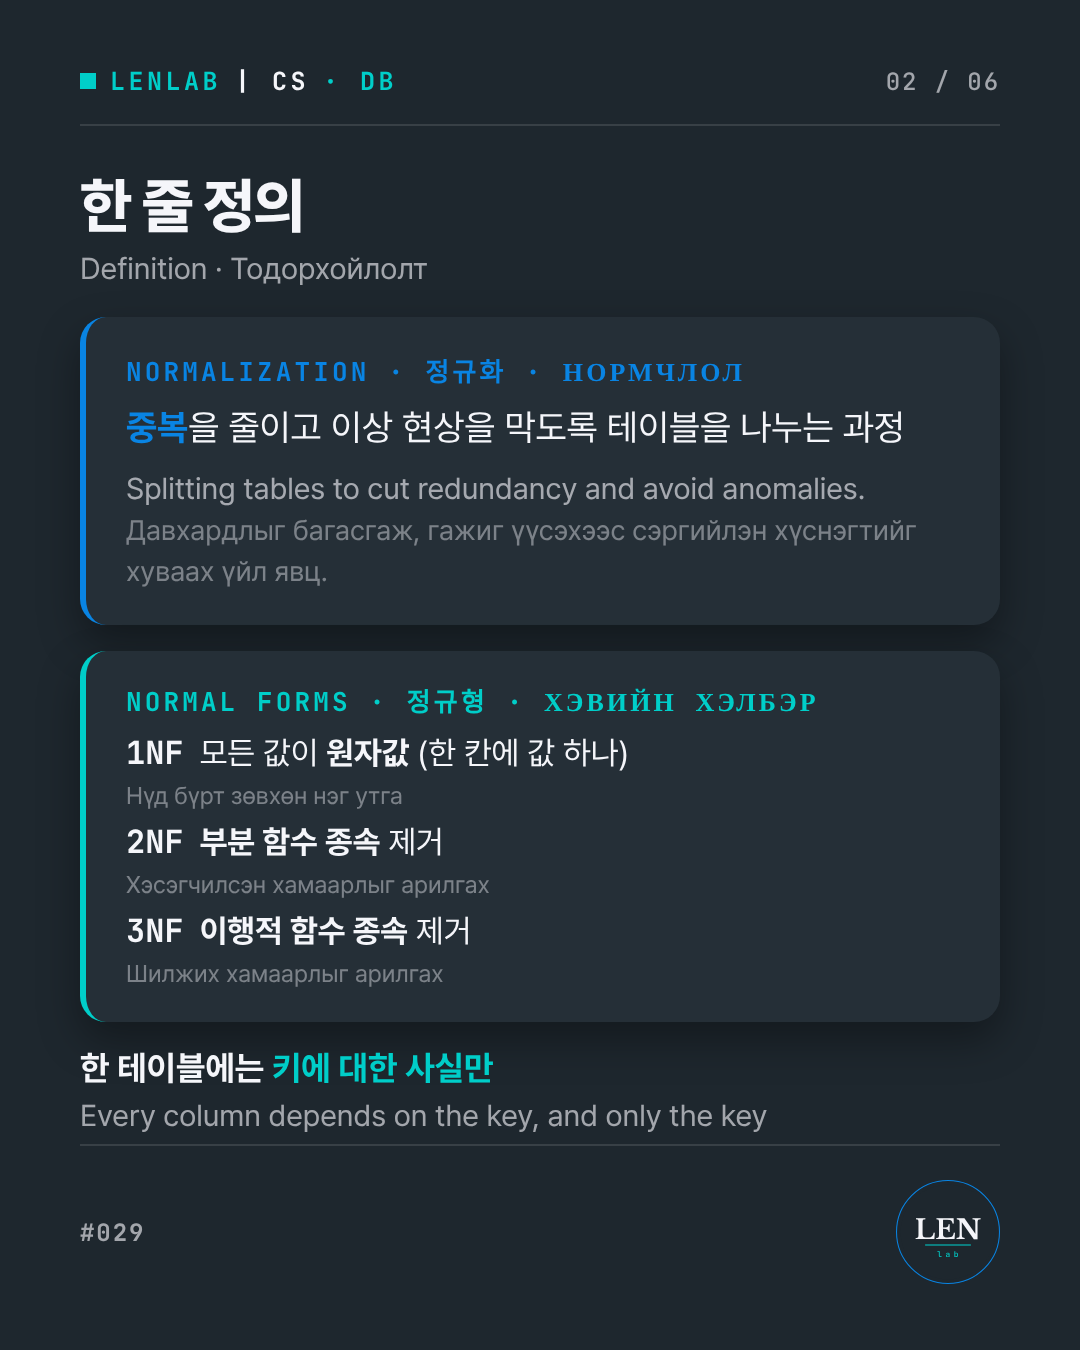 LENLAB | CS · DB
02 / 06
한 줄 정의
Definition · Тодорхойлолт
NORMALIZATION · 정규화 · НОРМЧЛОЛ
중복을 줄이고 이상 현상을 막도록 테이블을 나누는 과정
Splitting tables to cut redundancy and avoid anomalies.
Давхардлыг багасгаж, гажиг үүсэхээс сэргийлэн хүснэгтийг
хуваах үйл явц.
NORMAL FORMS · 정규형 · ХЭВИЙН ХЭЛБЭР
1NF 모든 값이 원자값 (한 칸에 값 하나)
Нүд бүрт зөвхөн нэг утга
2NF 부분 함수 종속 제거
Хэсэгчилсэн хамаарлыг арилгах
3NF 이행적 함수 종속 제거
Шилжих хамаарлыг арилгах
한 테이블에는 키에 대한 사실만
Every column depends on the key, and only the key
#029
LEN
lab